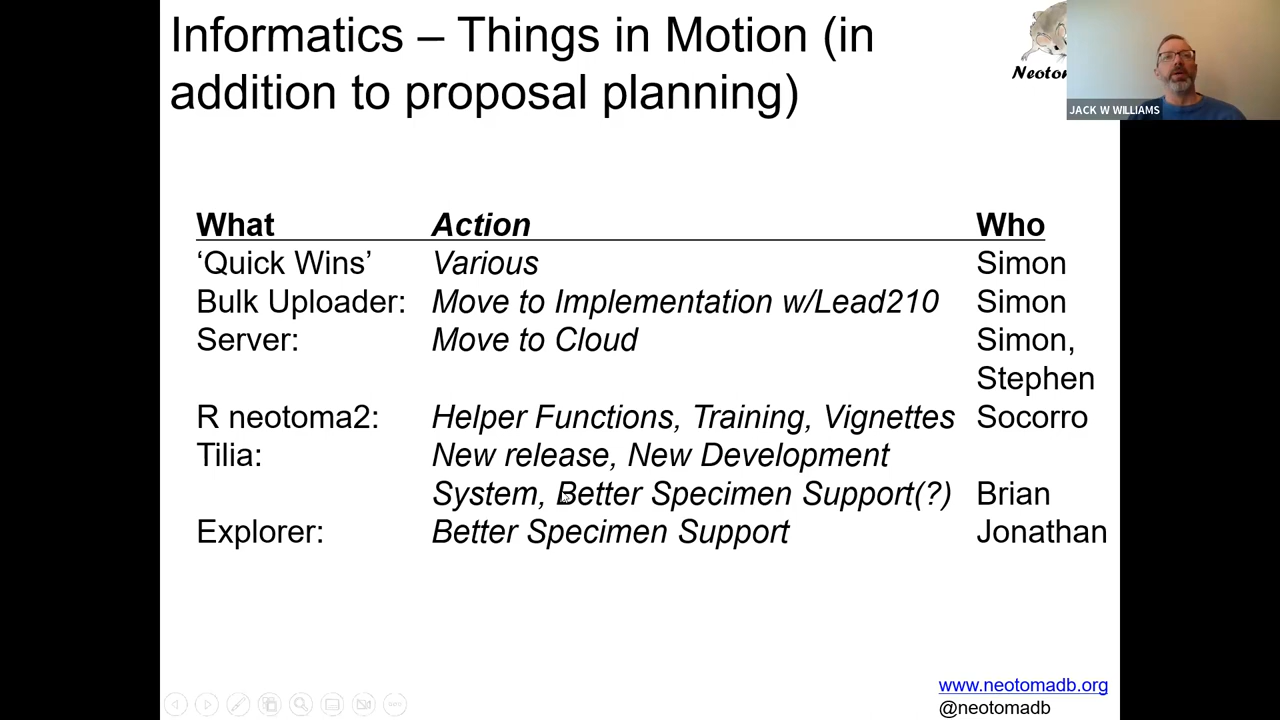 Informatics – Things in Motion (in
addition to proposal planning)
JACK W WILLIAMS
What Action Who
‘Quick Wins’ Various Simon
Bulk Uploader: Move to Implementation w/Lead210 Simon
Server: Move to Cloud Simon,
Stephen
R neotoma2: Helper Functions, Training, Vignettes Socorro
Tilia: New release, New Development
System, Better Specimen Support(?) Brian
Explorer: Better Specimen Support Jonathan
www.neotomadb.org
@neotomadb